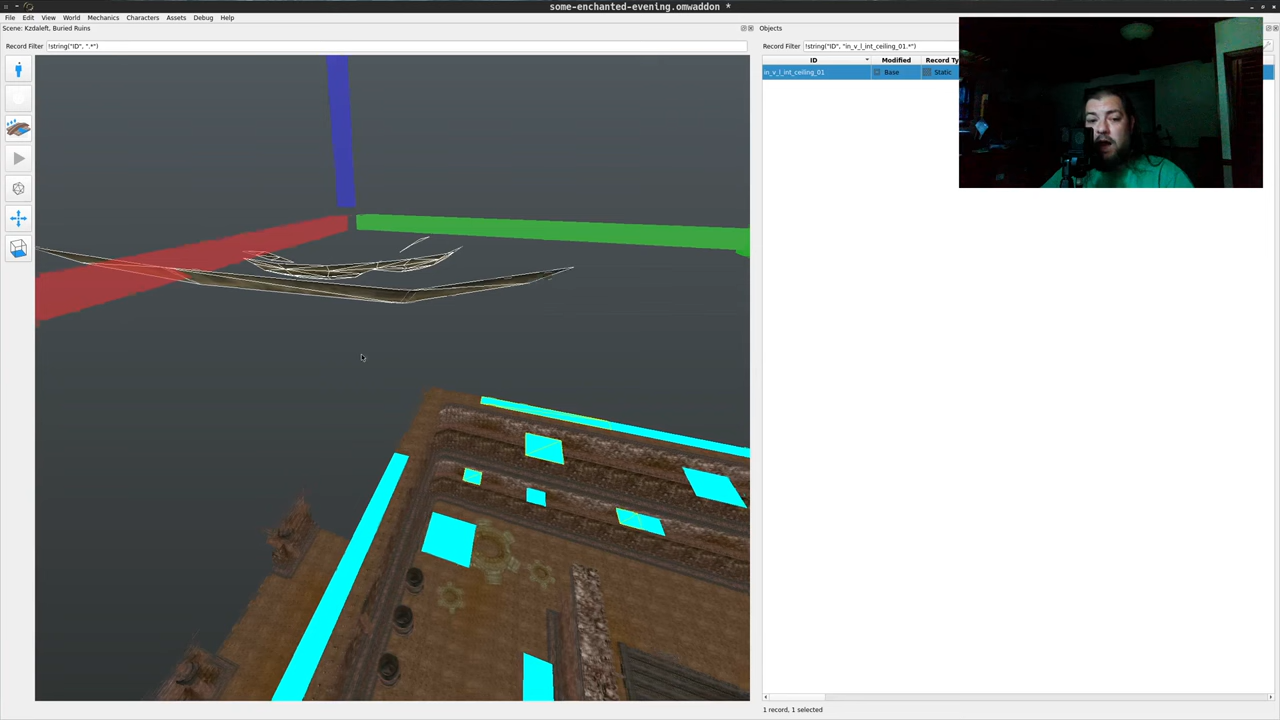 some-enchanted-evening.omwaddon *
File Edit View World Mechanics Characters Assets Debug Help
Scene: Kzdaleft, Buried Ruins
Record Filter !string("ID", ".*")
Objects
Record Filter !string("ID", "in_v_l_int_ceiling_01.*")
ID Modified Record Ty
in_v_l_int_ceiling_01 Base Static
1 record, 1 selected